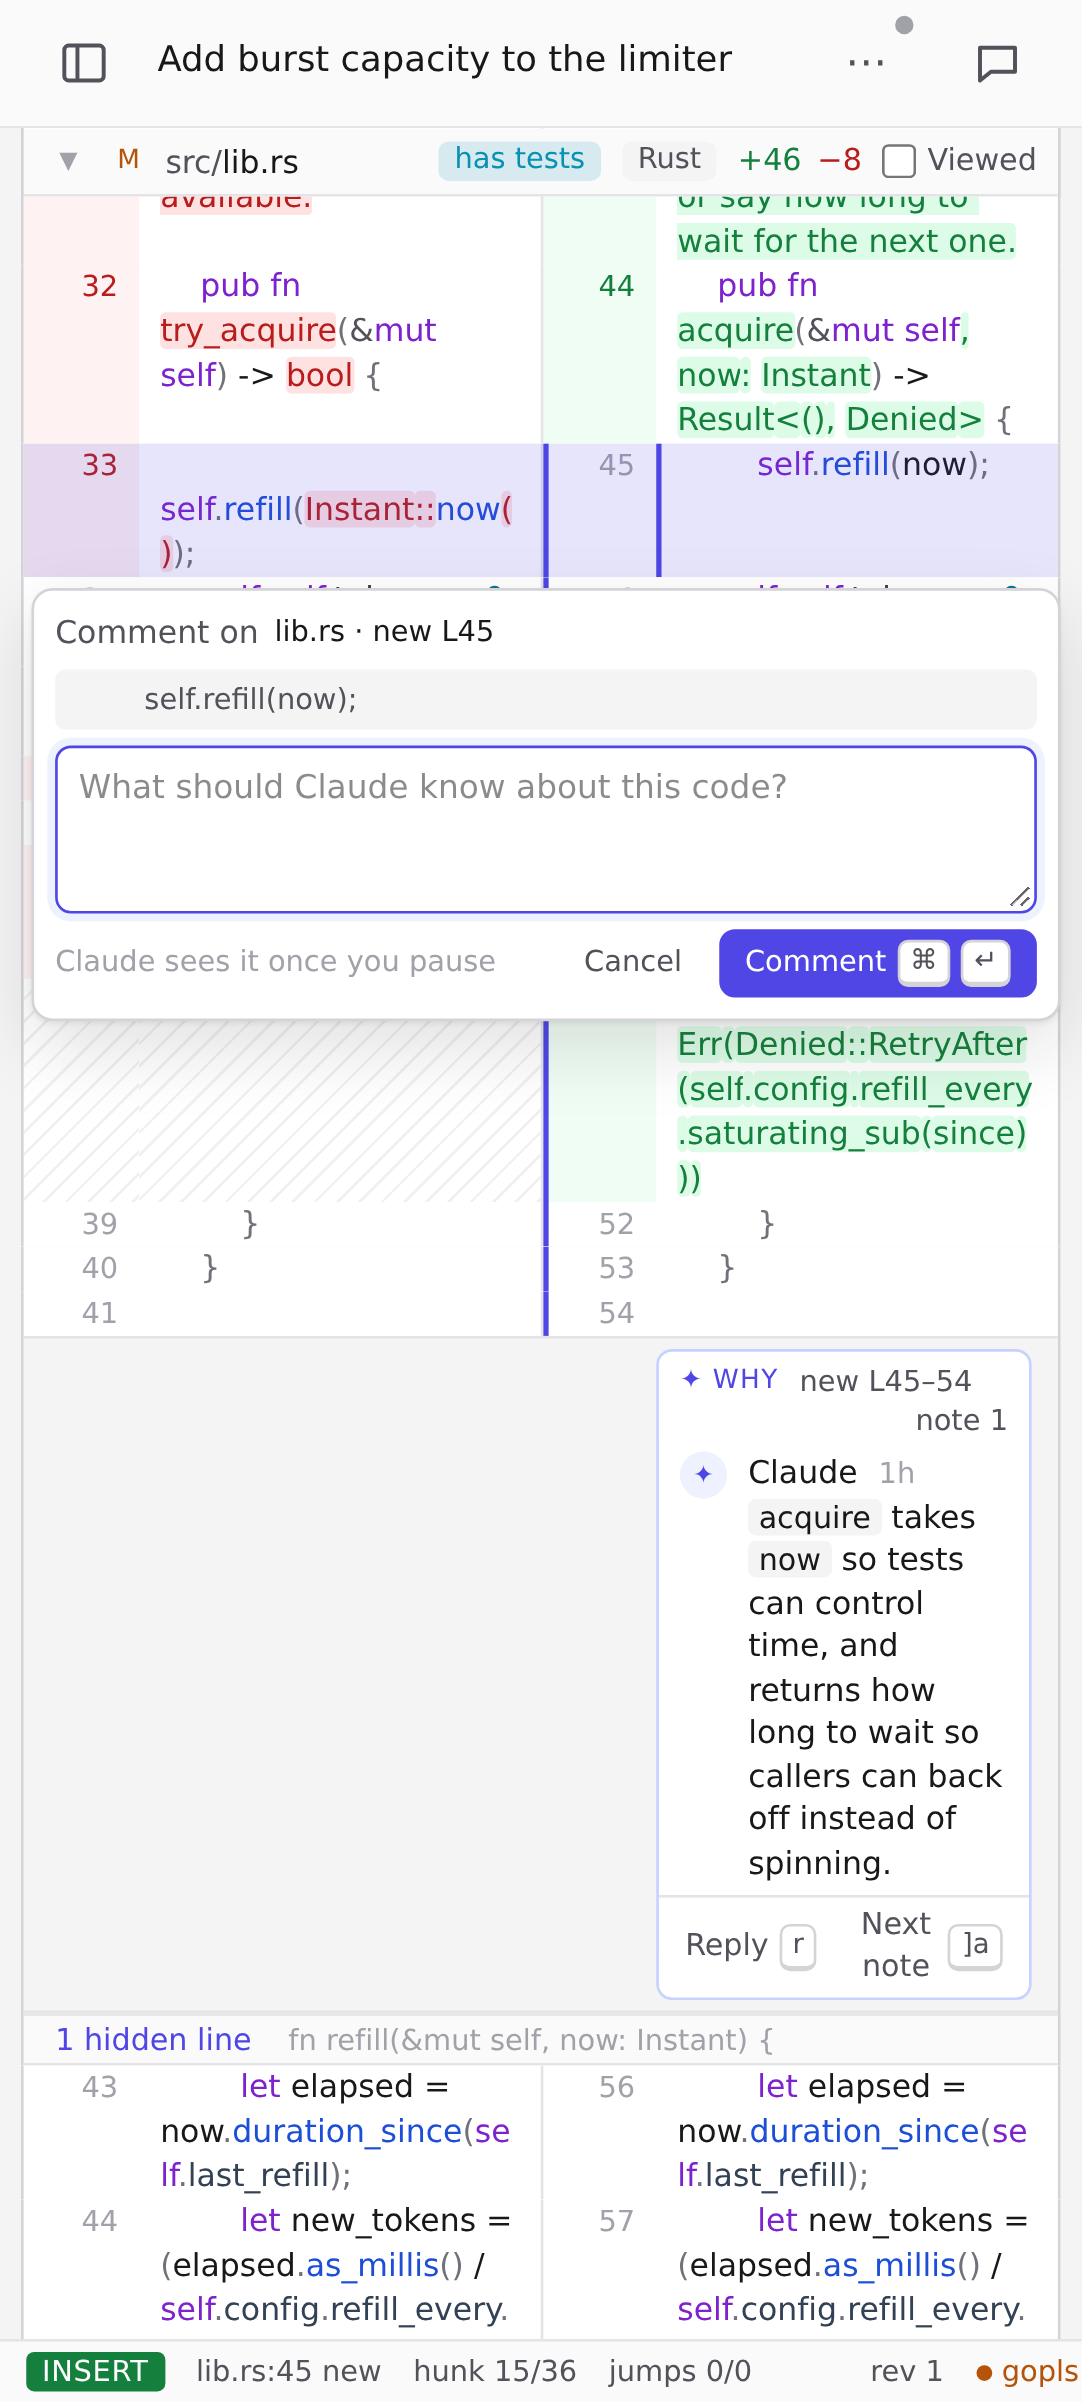 Add burst capacity to the limiter
...
▼ M src/lib.rs has tests Rust +46 −8 Viewed
available.
or say how long to
wait for the next one.
32 pub fn
try_acquire(&mut
self) -> bool {
44 pub fn
acquire(&mut self,
now: Instant) ->
Result<(), Denied> {
33
self.refill(Instant::now(
));
45 self.refill(now);
Comment on lib.rs · new L45
self.refill(now);
What should Claude know about this code?
Claude sees it once you pause Cancel Comment ⌘ ↵
Err(Denied::RetryAfter
(self.config.refill_every
.saturating_sub(since)
))
39 } 52 }
40 } 53 }
41 54
✦ WHY new L45–54
note 1
✦ Claude 1h
acquire takes
now so tests
can control
time, and
returns how
long to wait so
callers can back
off instead of
spinning.
Reply r Next
note ]a
1 hidden line fn refill(&mut self, now: Instant) {
43 let elapsed =
now.duration_since(se
lf.last_refill);
56 let elapsed =
now.duration_since(se
lf.last_refill);
44 let new_tokens =
(elapsed.as_millis() /
self.config.refill_every.
57 let new_tokens =
(elapsed.as_millis() /
self.config.refill_every.
INSERT lib.rs:45 new hunk 15/36 jumps 0/0 rev 1 ● gopls